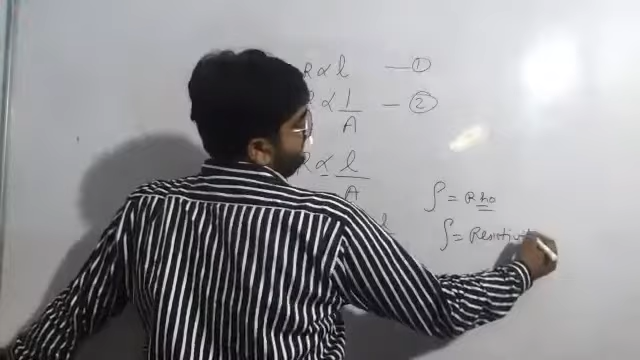 R ∝ l — ①
R ∝ 1/A — ②
R ∝ l/A
ρ = Rho
l
ρ = Resistivit